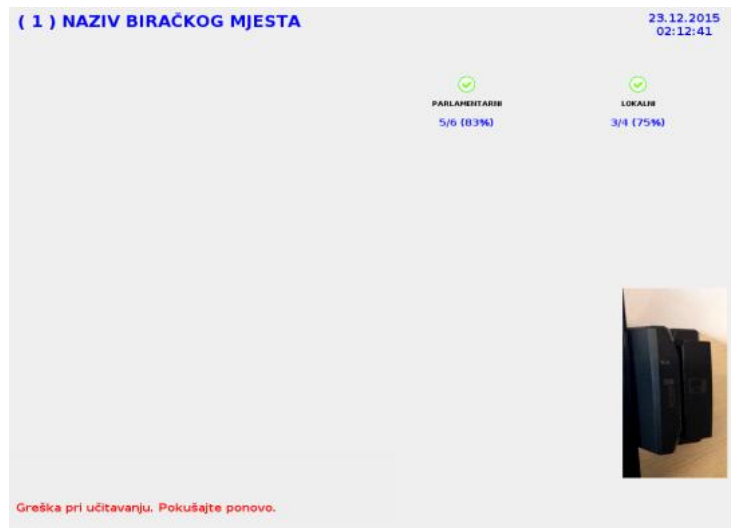 ( 1 ) NAZIV BIRAČKOG MJESTA
23.12.2015
02:12:41
PARLAMENTARNI
LOKALNI
5/6 (83%)
3/4 (75%)
Greška pri učitavanju. Pokušajte ponovo.